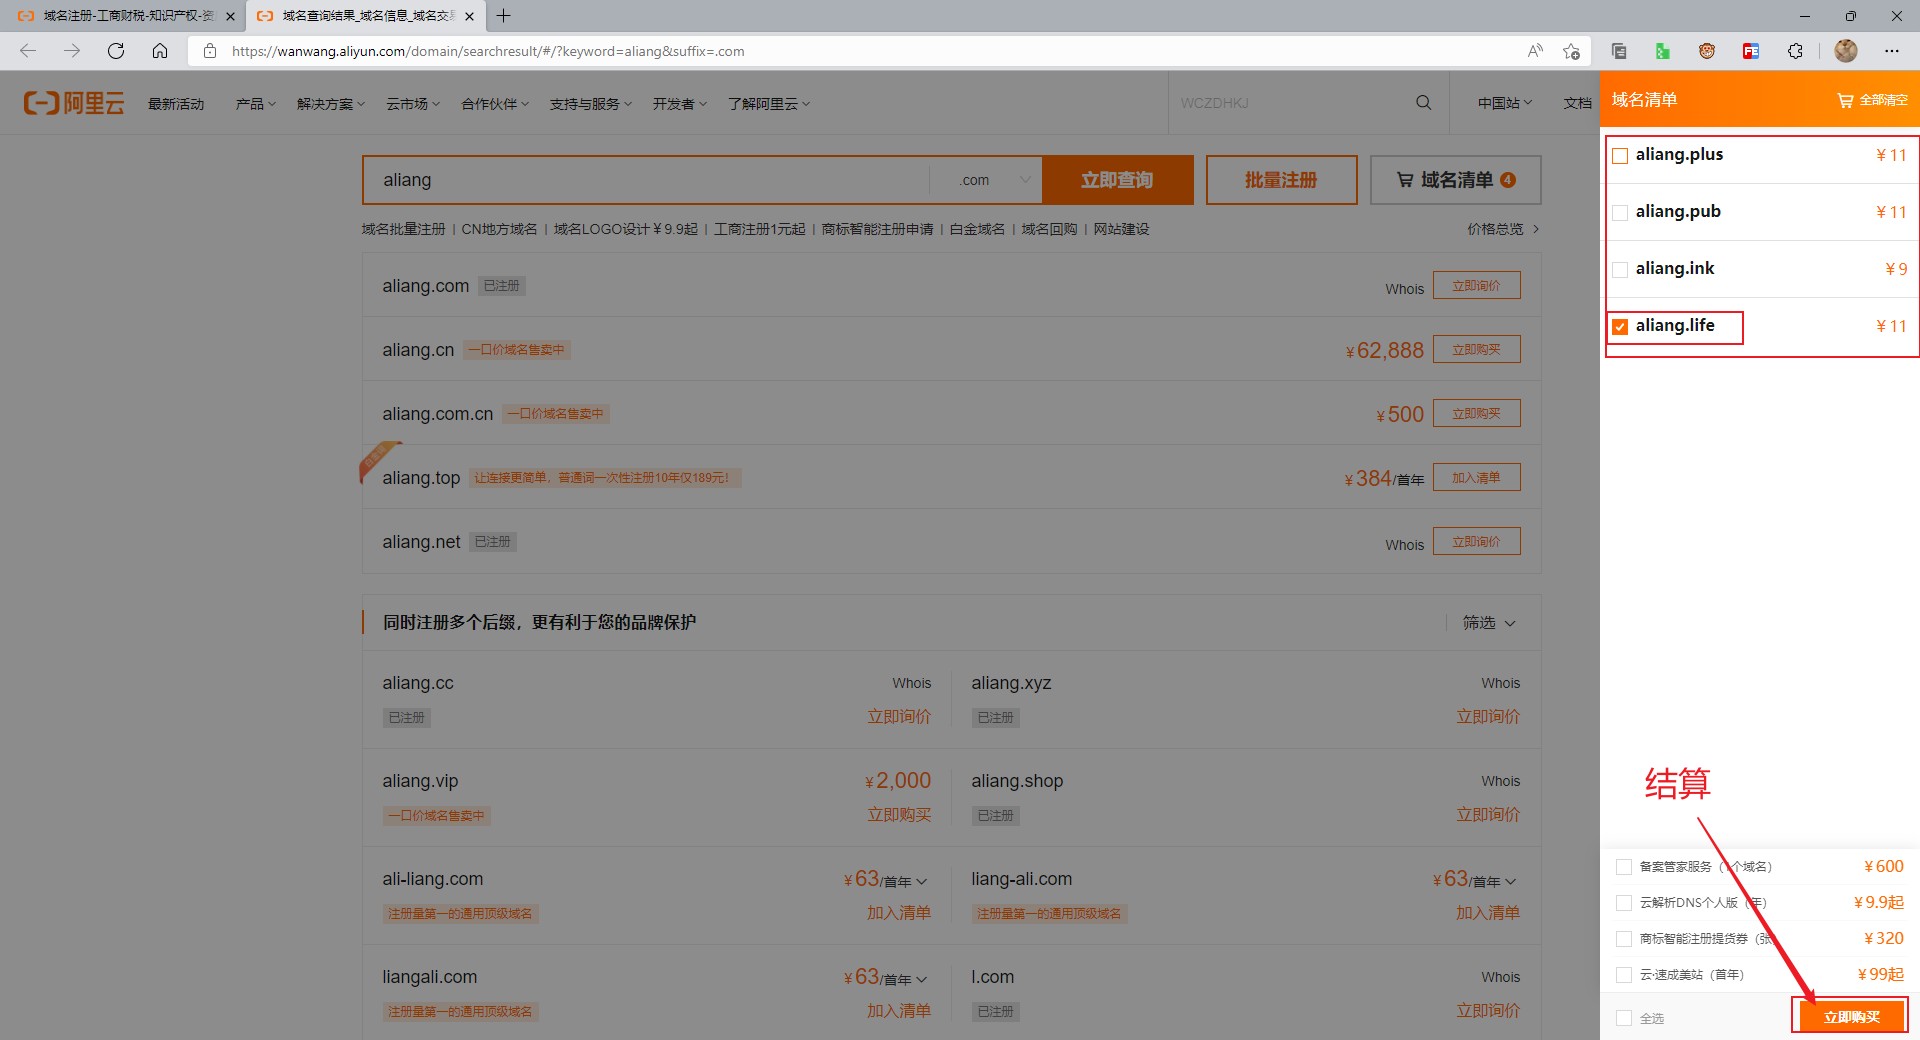 域名注册-工商财税-知识产权-资
域名查询结果_域名信息_域名交易
https://wanwang.aliyun.com/domain/searchresult/#/?keyword=aliang&suffix=.com
阿里云 最新活动 产品 解决方案 云市场 合作伙伴 支持与服务 开发者 了解阿里云 WCZDHKJ 中国站 文档
aliang .com 立即查询 批量注册 域名清单 4
域名批量注册 | CN地方域名 | 域名LOGO设计¥9.9起 | 工商注册1元起 | 商标智能注册申请 | 白金域名 | 域名回购 | 网站建设 价格总览
aliang.com 已注册 Whois 立即询价
aliang.cn 一口价域名售卖中 ¥62,888 立即购买
aliang.com.cn 一口价域名售卖中 ¥500 立即购买
aliang.top 让连接更简单，普通词一次性注册10年仅189元！ ¥384/首年 加入清单
aliang.net 已注册 Whois 立即询价
同时注册多个后缀，更有利于您的品牌保护 筛选
aliang.cc Whois aliang.xyz Whois
已注册 立即询价 已注册 立即询价
aliang.vip ¥2,000 aliang.shop Whois
一口价域名售卖中 立即购买 已注册 立即询价
ali-liang.com ¥63/首年 liang-ali.com ¥63/首年
注册量第一的通用顶级域名 加入清单 注册量第一的通用顶级域名 加入清单
liangali.com ¥63/首年 l.com Whois
注册量第一的通用顶级域名 加入清单 已注册 立即询价
域名清单 全部清空
aliang.plus ¥11
aliang.pub ¥11
aliang.ink ¥9
aliang.life ¥11
结算
备案管家服务（1个域名） ¥600
云解析DNS个人版（年） ¥9.9起
商标智能注册提货券（张 ¥320
云·速成美站（首年） ¥99起
全选 立即购买